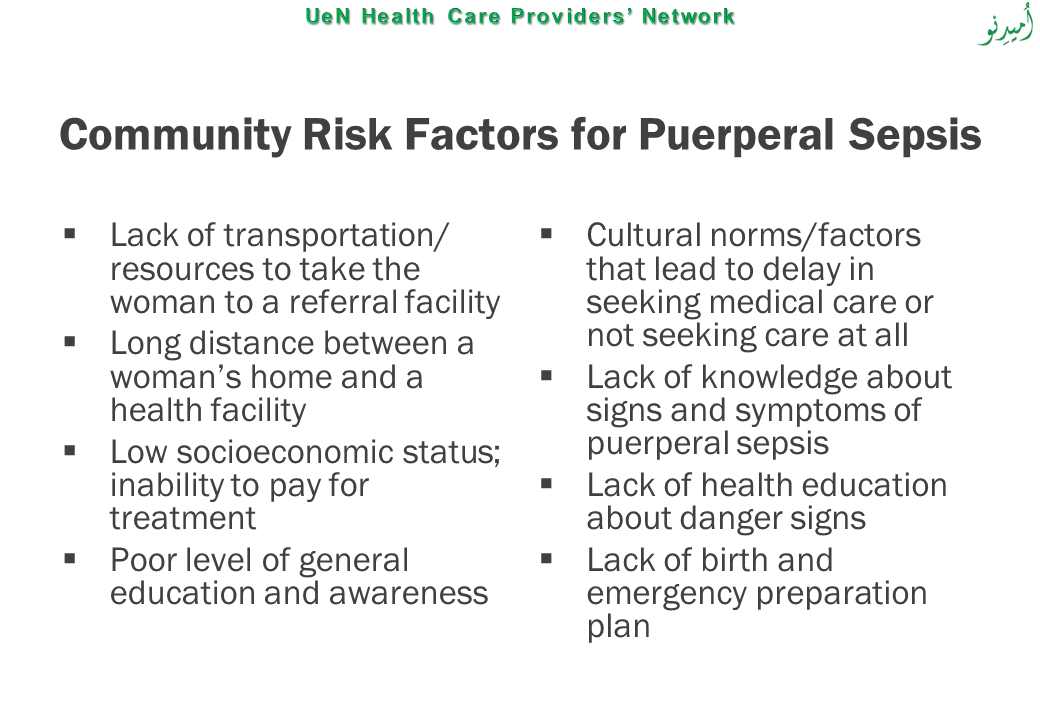 UeN Health Care Providers’ Network
اُميدِنو
Community Risk Factors for Puerperal Sepsis
▪ Lack of transportation/
resources to take the
woman to a referral facility
▪ Long distance between a
woman’s home and a
health facility
▪ Low socioeconomic status;
inability to pay for
treatment
▪ Poor level of general
education and awareness
▪ Cultural norms/factors
that lead to delay in
seeking medical care or
not seeking care at all
▪ Lack of knowledge about
signs and symptoms of
puerperal sepsis
▪ Lack of health education
about danger signs
▪ Lack of birth and
emergency preparation
plan